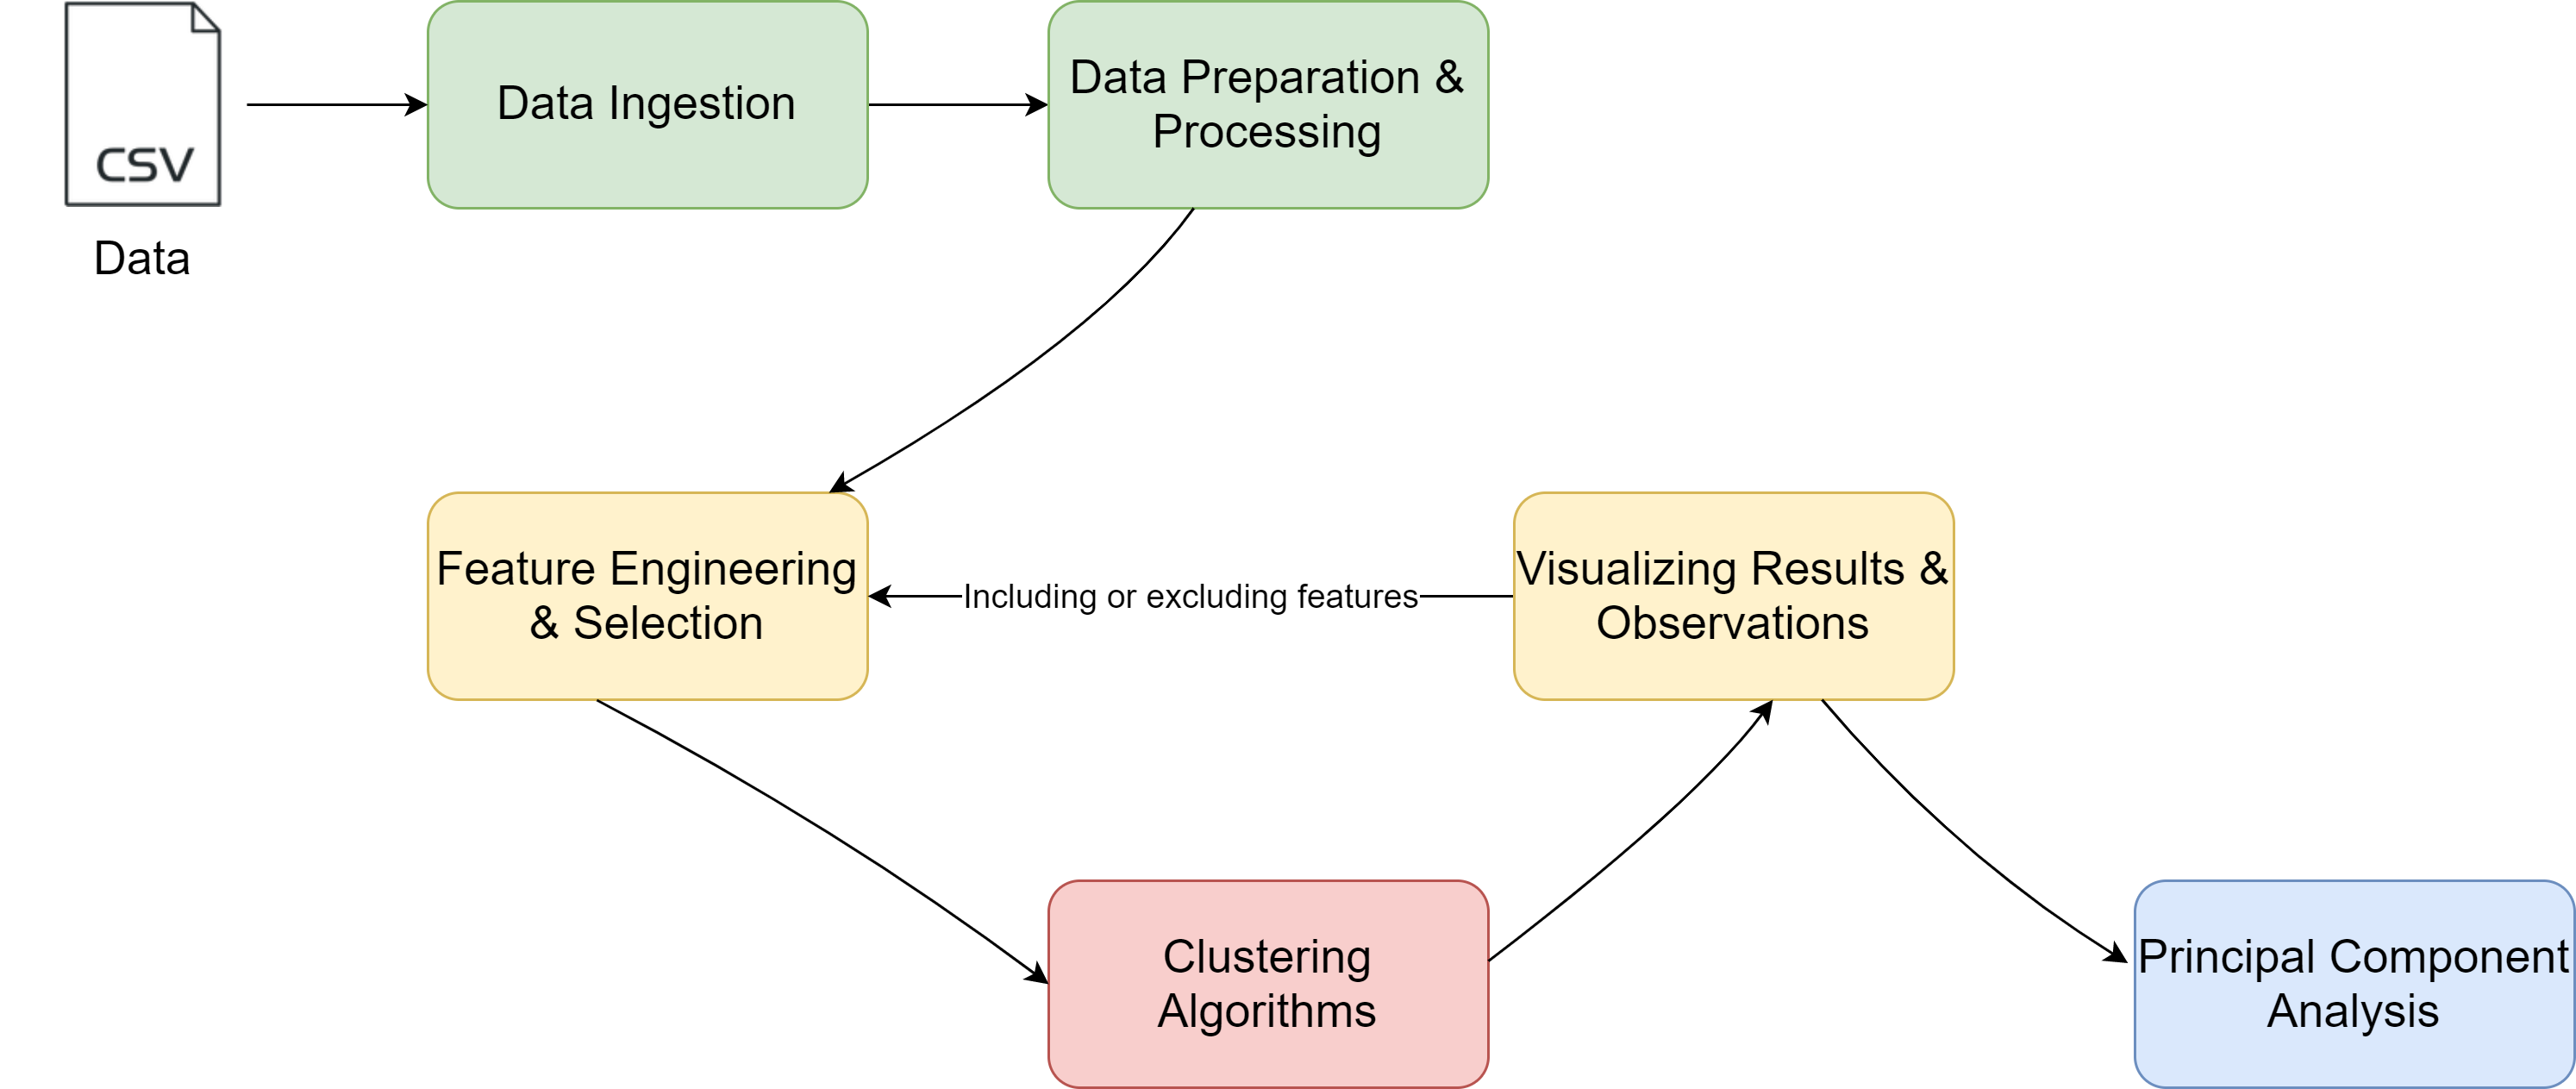 CSV
Data
Data Ingestion
Data Preparation &
Processing
Feature Engineering
& Selection
Including or excluding features
Visualizing Results &
Observations
Clustering
Algorithms
Principal Component
Analysis